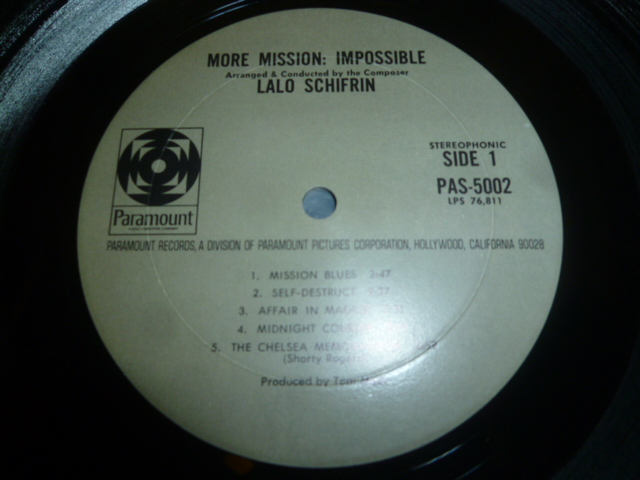 MORE MISSION: IMPOSSIBLE
Arranged & Conducted by the Composer
LALO SCHIFRIN
STEREOPHONIC
SIDE 1
PAS-5002
LPS 76,811
Paramount
PARAMOUNT RECORDS, A DIVISION OF PARAMOUNT PICTURES CORPORATION, HOLLYWOOD, CALIFORNIA 90028
1. MISSION BLUES 2:47
2. SELF-DESTRUCT
3. AFFAIR IN
4. MIDNIGHT
5. THE CHELSEA
(Shorty
Produced by Tom